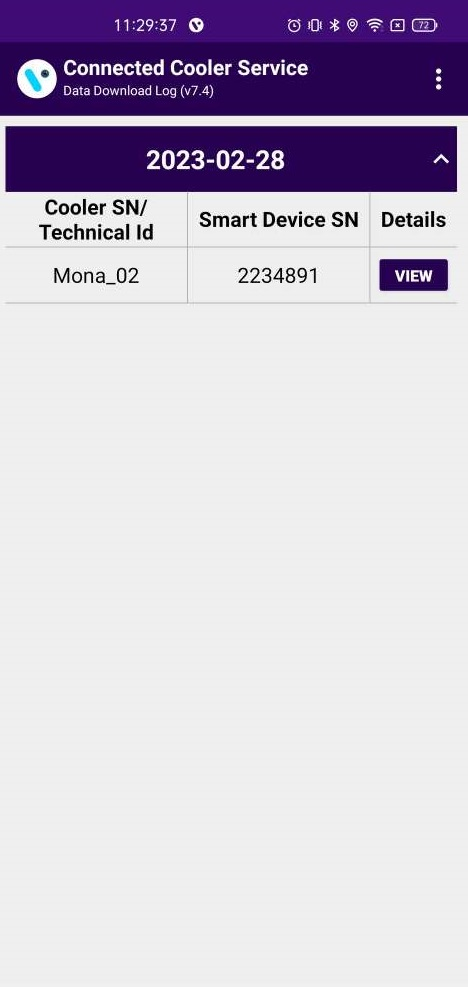 11:29:37
72
Connected Cooler Service
Data Download Log (v7.4)
2023-02-28
Cooler SN/
Technical Id
Smart Device SN
Details
Mona_02
2234891
VIEW